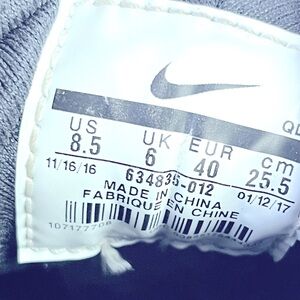 QD
US UK EUR cm
8.5 6 40 25.5
11/16/16 634835-012 01/12/17
MADE IN CHINA
FABRIQUE EN CHINE